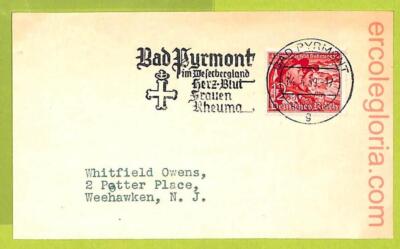 Bad Pyrmont
im Weserbergland
Herz-Blut
Frauen
Rheuma
BAD PYRMONT
39
g
Deutsches Reich
Whitfield Owens,
2 Potter Place,
Weehawken, N. J.
ercolegloria.com